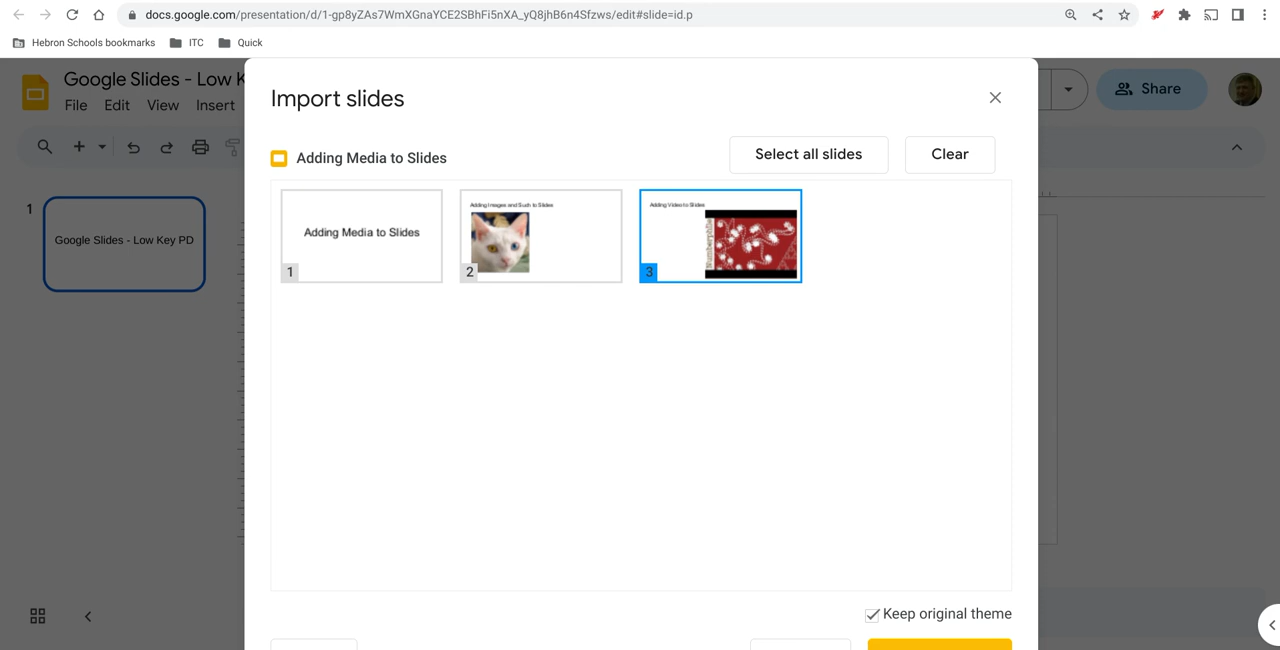 docs.google.com/presentation/d/1-gp8yZAs7WmXGnaYCE2SBhFi5nXA_yQ8jhB6n4Sfzws/edit#slide=id.p
Hebron Schools bookmarks ITC Quick
Google Slides - Low K
File Edit View Insert
Share
Import slides
Adding Media to Slides
Select all slides
Clear
1
Google Slides - Low Key PD
Adding Media to Slides
1
Adding Images and Such to Slides
2
Adding Video to Slides
Numberphile
3
Keep original theme